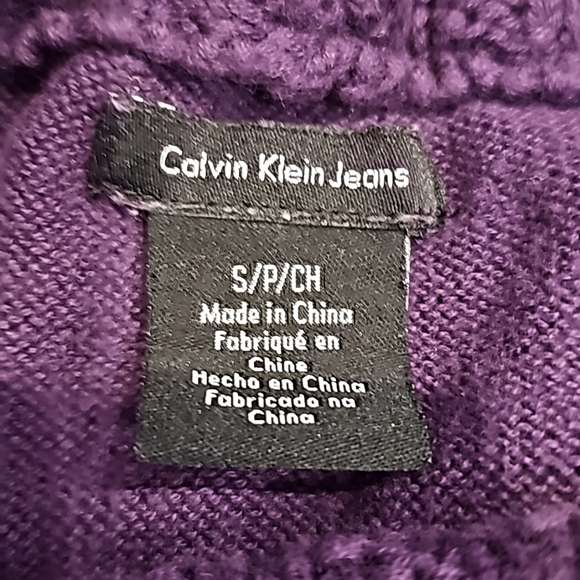 Calvin Klein Jeans
S/P/CH
Made in China
Fabriqué en
Chine
Hecho en China
Fabricado na
China